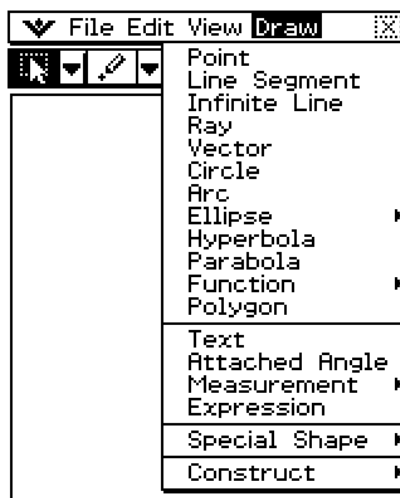 File Edit View Draw
Point
Line Segment
Infinite Line
Ray
Vector
Circle
Arc
Ellipse
Hyperbola
Parabola
Function
Polygon
Text
Attached Angle
Measurement
Expression
Special Shape
Construct